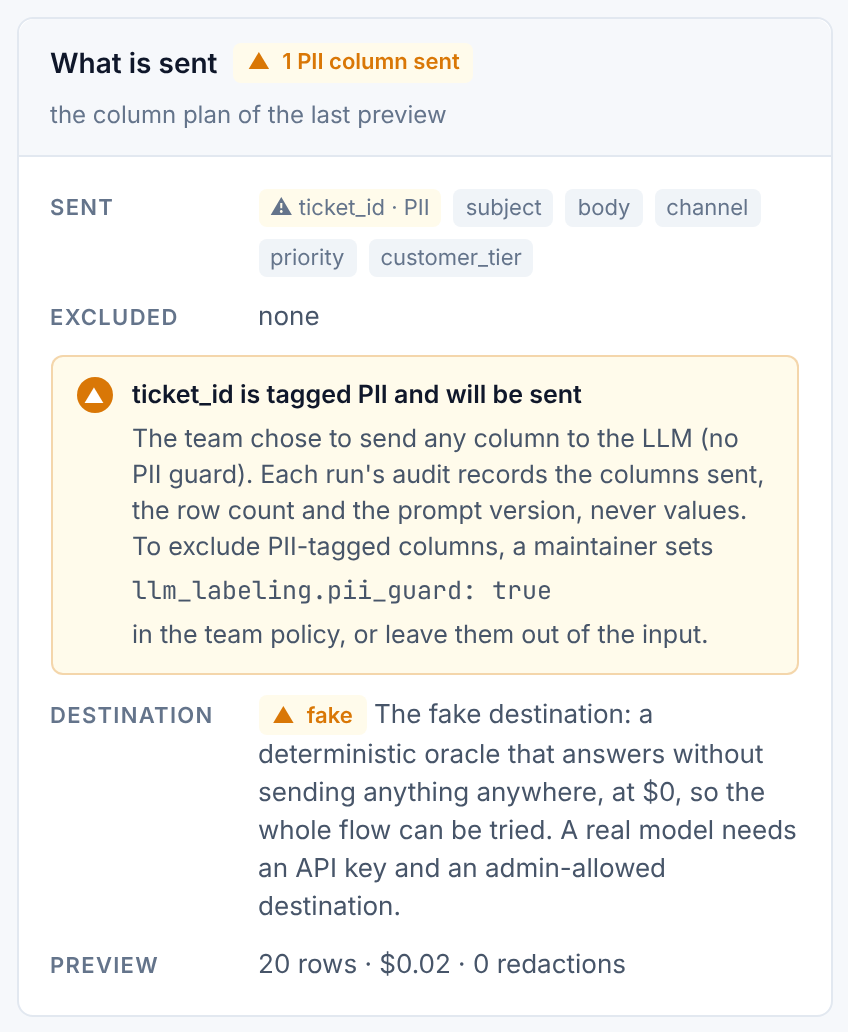 What is sent 1 PII column sent
the column plan of the last preview
SENT ticket_id · PII subject body channel
priority customer_tier
EXCLUDED none
ticket_id is tagged PII and will be sent
The team chose to send any column to the LLM (no
PII guard). Each run's audit records the columns sent,
the row count and the prompt version, never values.
To exclude PII-tagged columns, a maintainer sets
llm_labeling.pii_guard: true
in the team policy, or leave them out of the input.
DESTINATION fake The fake destination: a
deterministic oracle that answers without
sending anything anywhere, at $0, so the
whole flow can be tried. A real model needs
an API key and an admin-allowed
destination.
PREVIEW 20 rows · $0.02 · 0 redactions